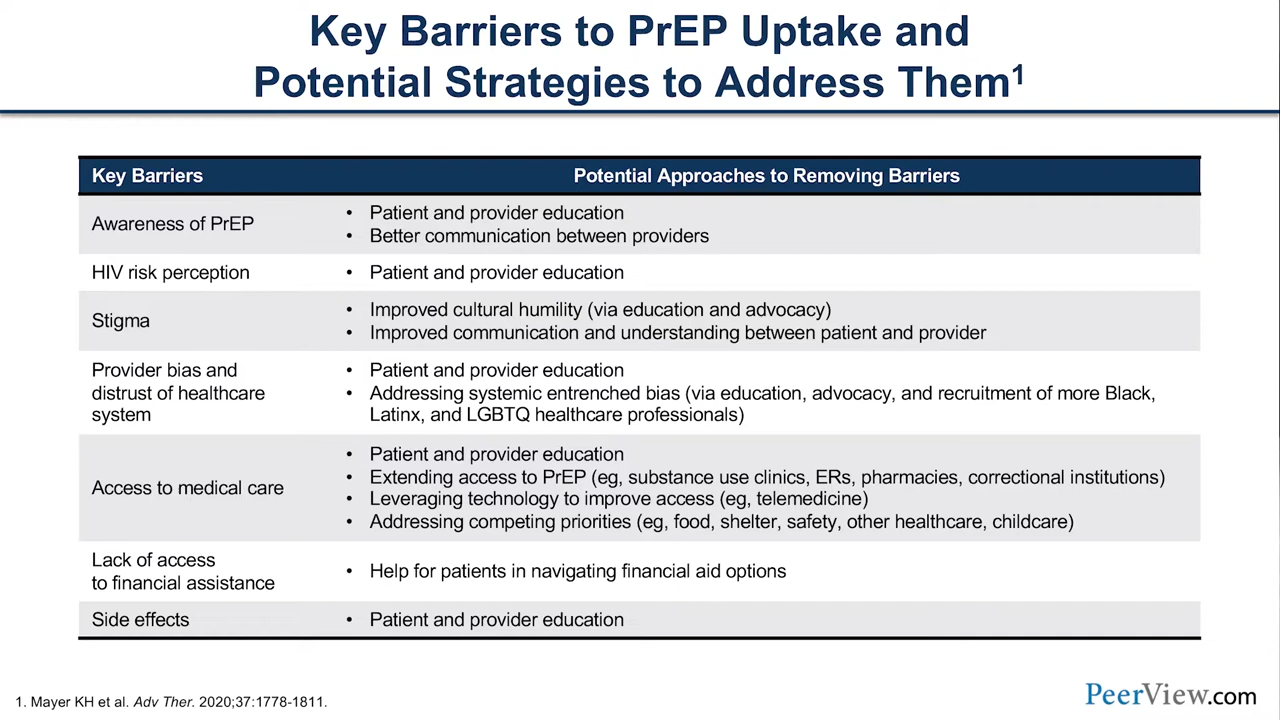 Key Barriers to PrEP Uptake and
Potential Strategies to Address Them1
Key Barriers
Potential Approaches to Removing Barriers
Awareness of PrEP
• Patient and provider education
• Better communication between providers
HIV risk perception
• Patient and provider education
Stigma
• Improved cultural humility (via education and advocacy)
• Improved communication and understanding between patient and provider
Provider bias and
distrust of healthcare
system
• Patient and provider education
• Addressing systemic entrenched bias (via education, advocacy, and recruitment of more Black,
Latinx, and LGBTQ healthcare professionals)
Access to medical care
• Patient and provider education
• Extending access to PrEP (eg, substance use clinics, ERs, pharmacies, correctional institutions)
• Leveraging technology to improve access (eg, telemedicine)
• Addressing competing priorities (eg, food, shelter, safety, other healthcare, childcare)
Lack of access
to financial assistance
• Help for patients in navigating financial aid options
Side effects
• Patient and provider education
1. Mayer KH et al. Adv Ther. 2020;37:1778-1811.
PeerView.com